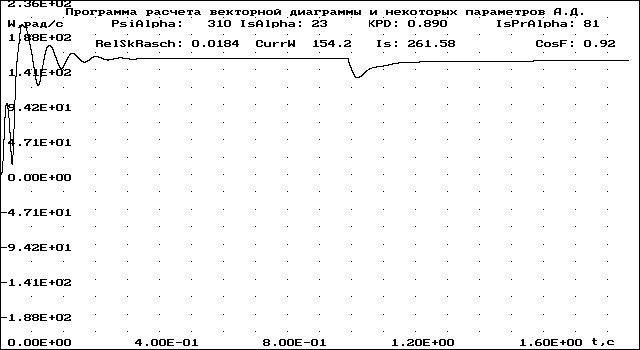 2.36E+02
Программа расчета векторной диаграммы и некоторых параметров А.Д.
W,рад/с PsiAlpha: 310 IsAlpha: 23 KPD: 0.890 IsPrAlpha: 81
1.88E+02
RelSkRasch: 0.0184 CurrW 154.2 Is: 261.58 CosF: 0.92
1.41E+02
9.42E+01
4.71E+01
0.00E+00
-4.71E+01
-9.42E+01
-1.41E+02
-1.88E+02
0.00E+00 4.00E-01 8.00E-01 1.20E+00 1.60E+00 t,c